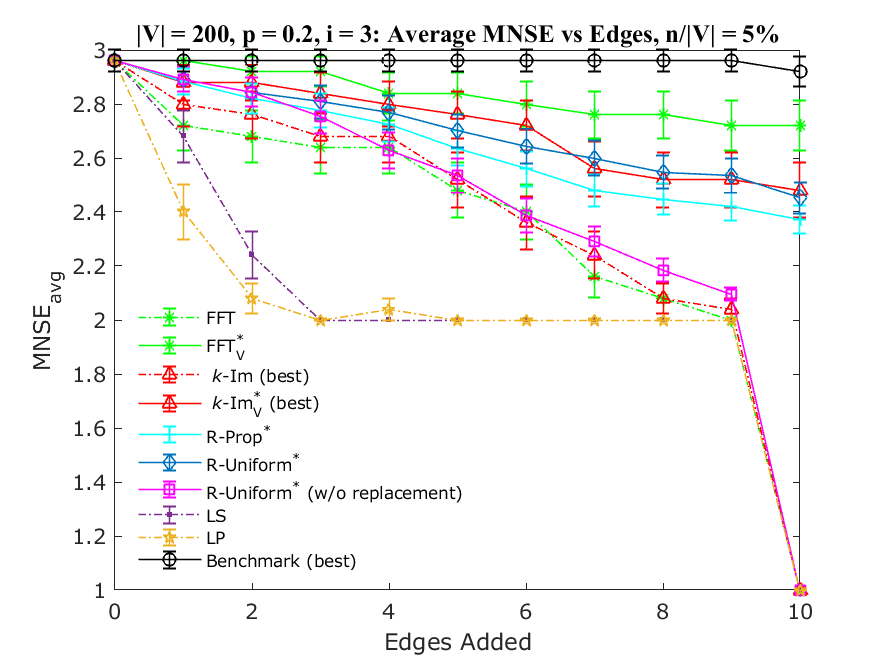 |V| = 200, p = 0.2, i = 3: Average MNSE vs Edges, n/|V| = 5%
3
2.8
2.6
2.4
2.2
2
1.8
1.6
1.4
1.2
1
MNSE_avg
FFT
FFT*_V
k-Im (best)
k-Im*_V (best)
R-Prop*
R-Uniform*
R-Uniform* (w/o replacement)
LS
LP
Benchmark (best)
0 2 4 6 8 10
Edges Added